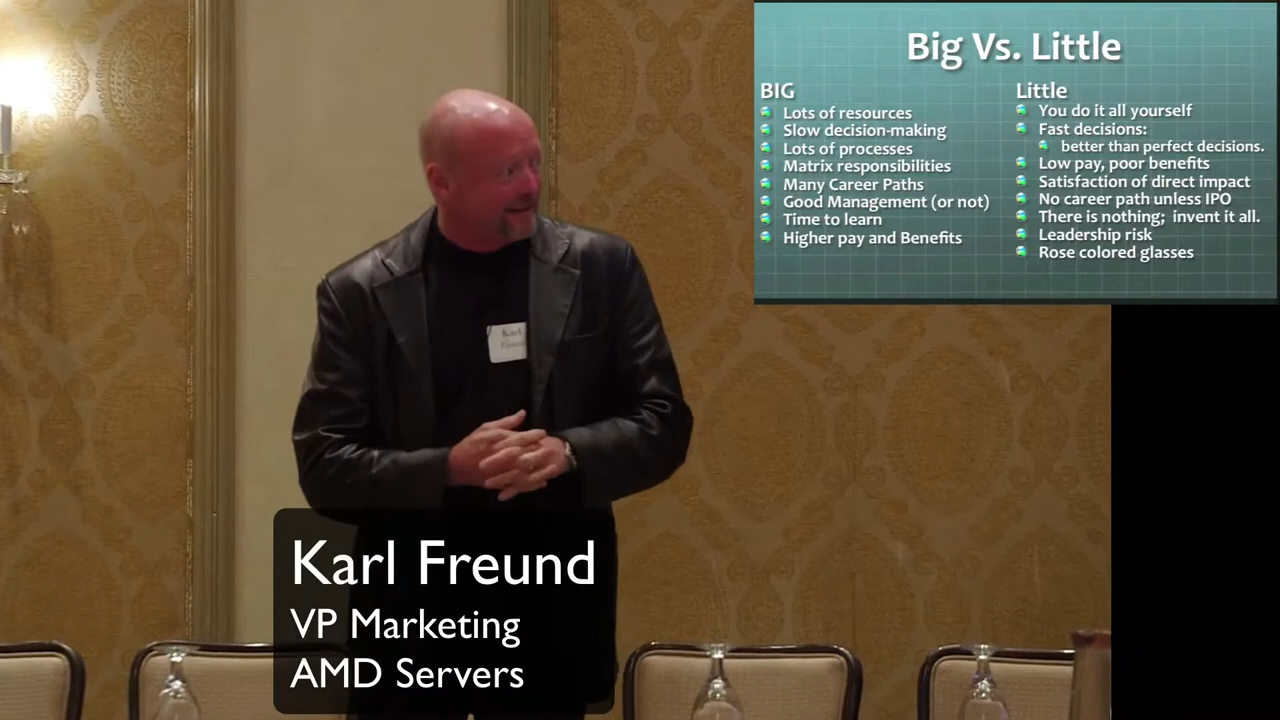 Big Vs. Little
BIG
Lots of resources
Slow decision-making
Lots of processes
Matrix responsibilities
Many Career Paths
Good Management (or not)
Time to learn
Higher pay and Benefits
Little
You do it all yourself
Fast decisions:
better than perfect decisions.
Low pay, poor benefits
Satisfaction of direct impact
No career path unless IPO
There is nothing; invent it all.
Leadership risk
Rose colored glasses
Karl
Karl Freund
VP Marketing
AMD Servers